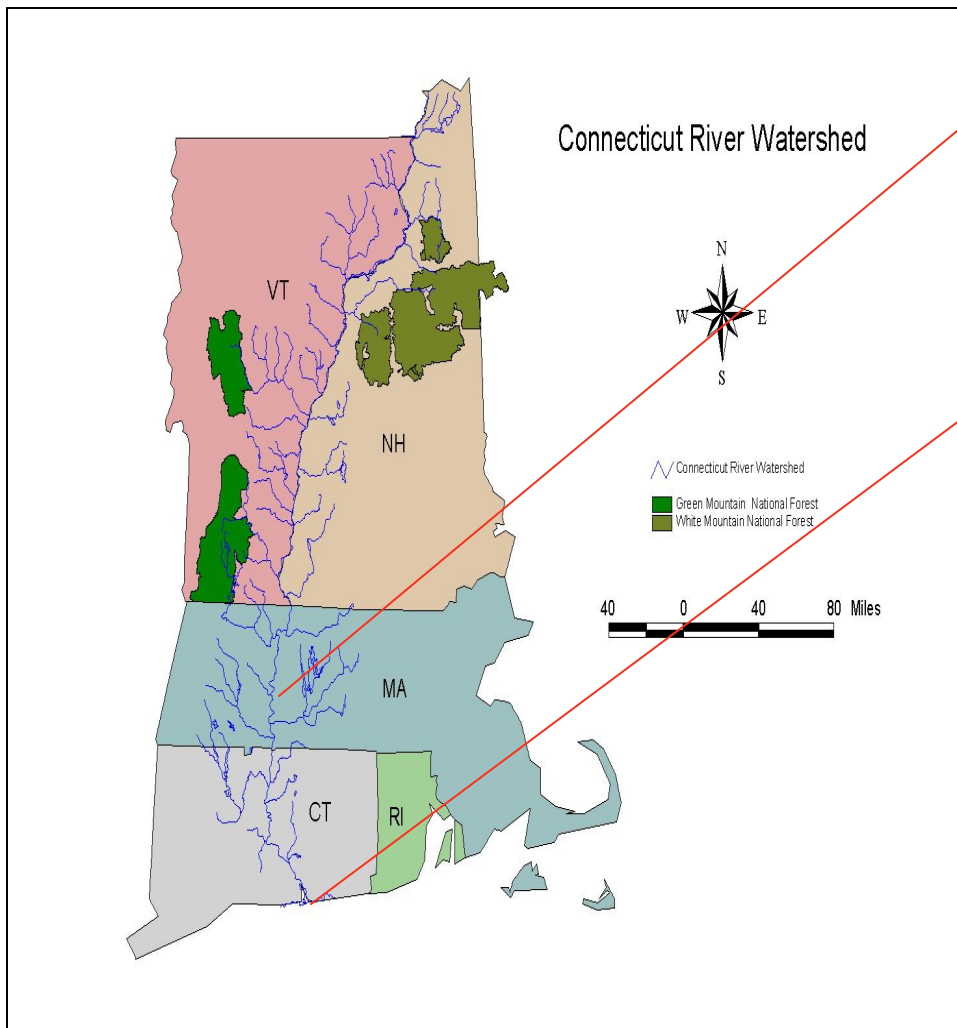 Connecticut River Watershed
N
W E
S
VT
NH
Connecticut River Watershed
Green Mountain National Forest
White Mountain National Forest
40 0 40 80 Miles
MA
CT
RI